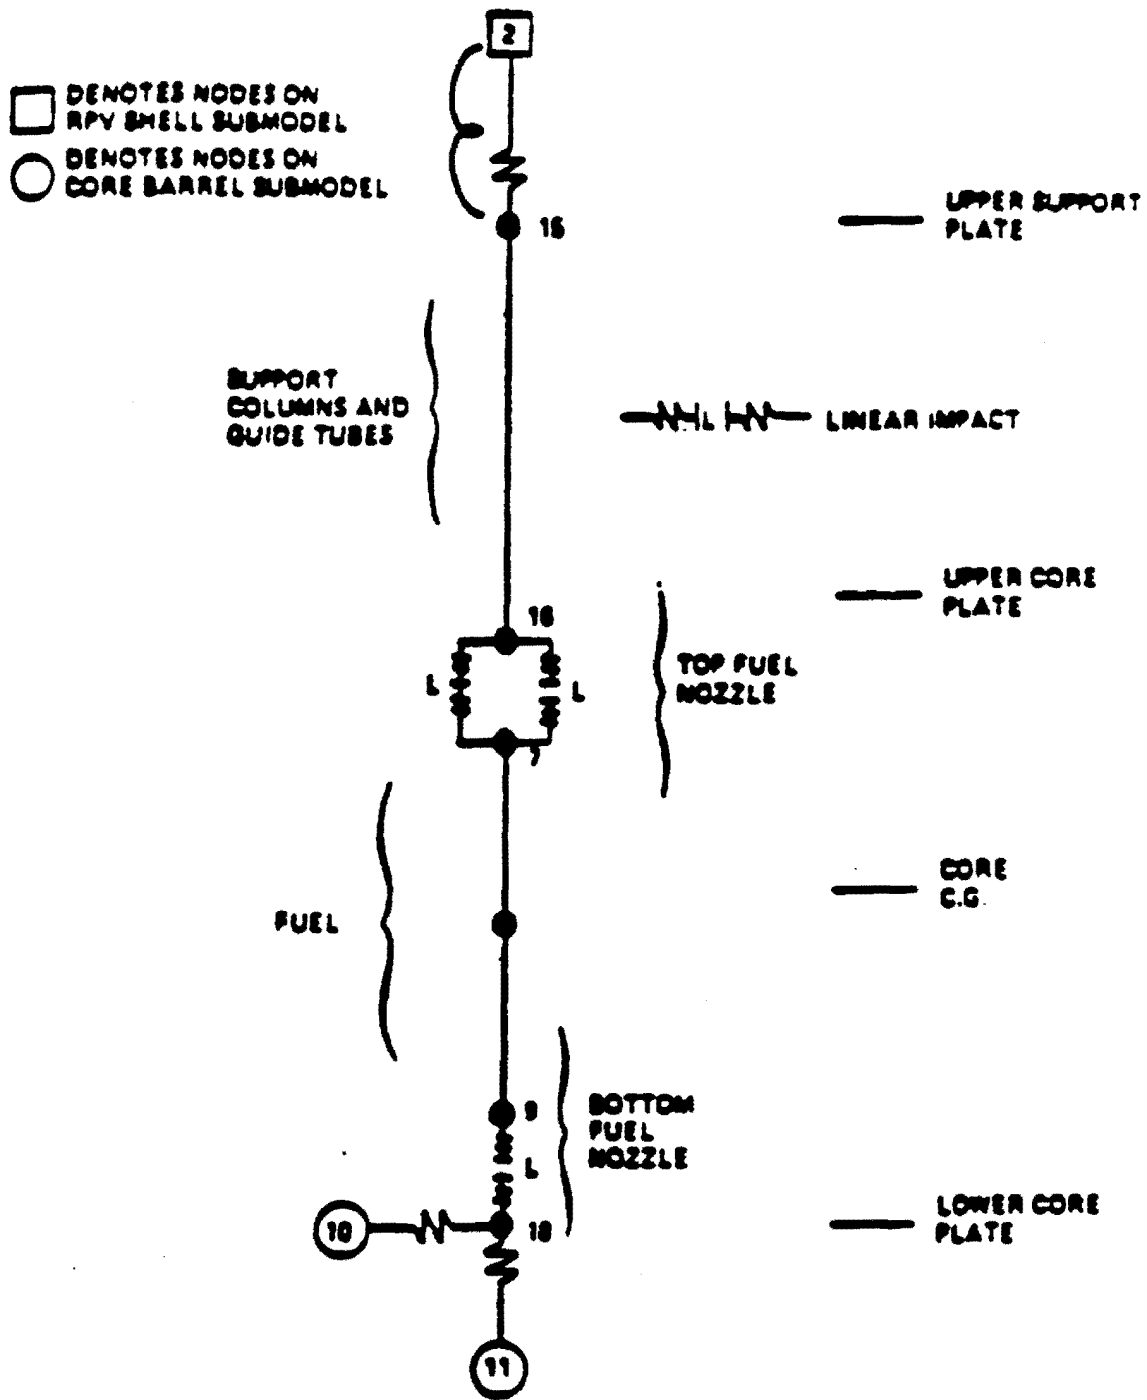 2
DENOTES NODES ON
RPV SHELL SUBMODEL
DENOTES NODES ON
CORE BARREL SUBMODEL
15
UPPER SUPPORT
PLATE
SUPPORT
COLUMNS AND
GUIDE TUBES
L
LINEAR IMPACT
UPPER CORE
PLATE
16
L
L
TOP FUEL
NOZZLE
7
CORE
C.G.
FUEL
9
BOTTOM
FUEL
NOZZLE
L
10
18
LOWER CORE
PLATE
11